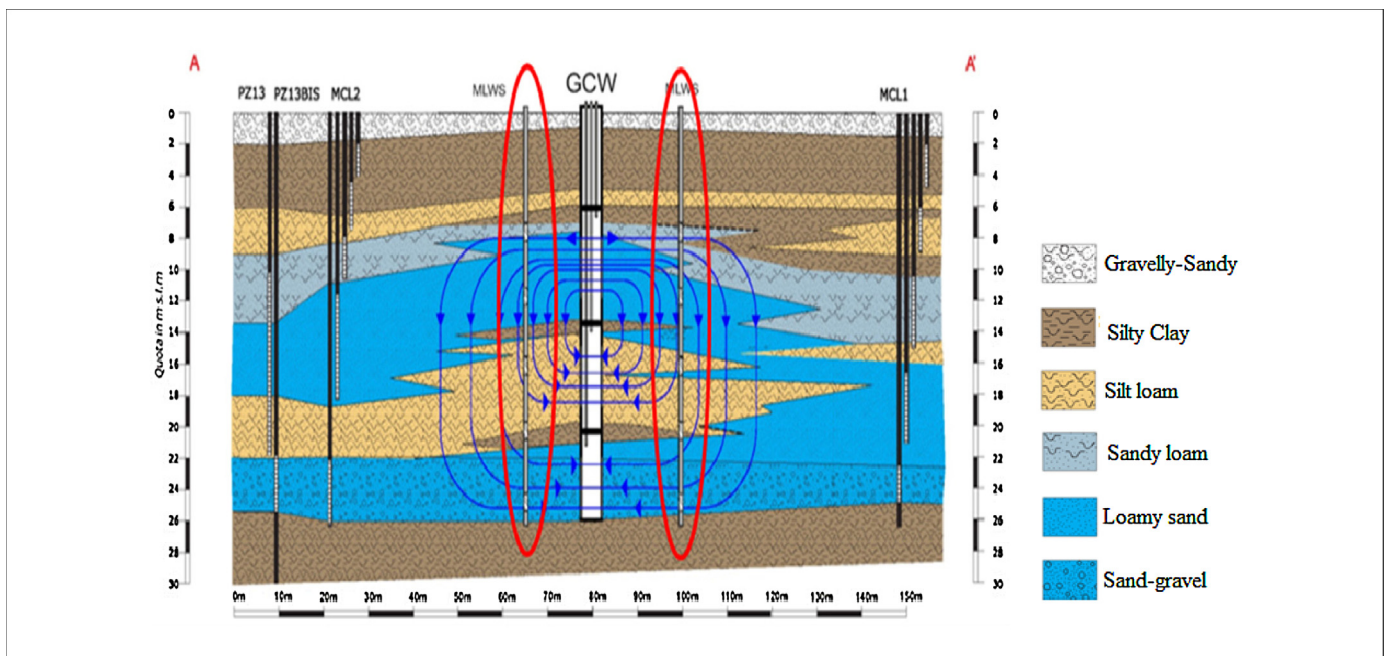 A A'
PZ13 PZ13BIS MCL2 MLWS GCW MLWS MCL1
0 0
2 2
4 4
6 6
8 8
10 10
12 12
14 14
16 16
18 18
20 20
22 22
24 24
26 26
28 28
30 30
Quota in m s.l.m
0m 10m 20m 30m 40m 50m 60m 70m 80m 90m 100m 110m 120m 130m 140m 150m
Gravelly-Sandy
Silty Clay
Silt loam
Sandy loam
Loamy sand
Sand-gravel